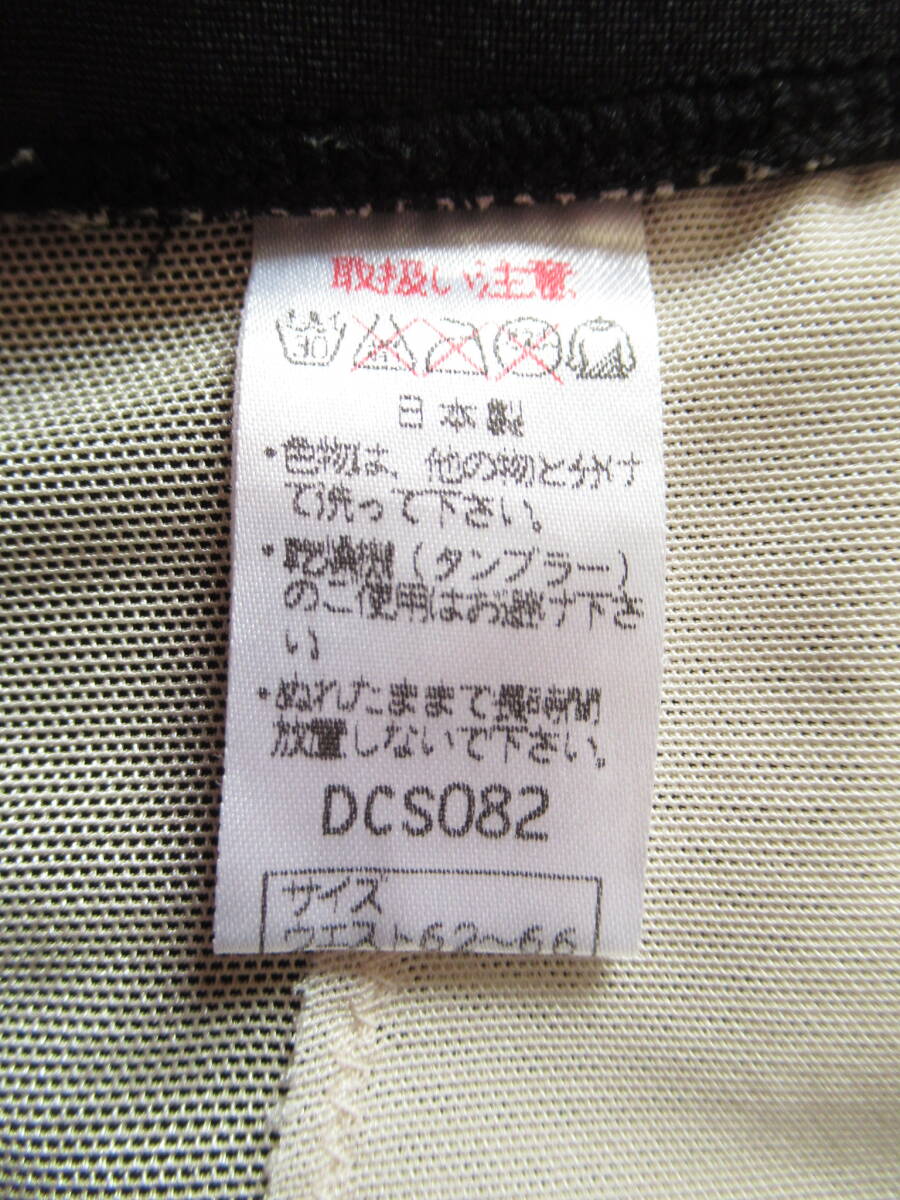 取扱い注意
30
日本製
・色物は、他の物と分け
て洗って下さい。
・乾燥機(タンブラー)
のご使用はお避け下さ
い
・ぬれたままで長時間
放置しないで下さい。
DCS082
サイズ
ウエスト62〜66